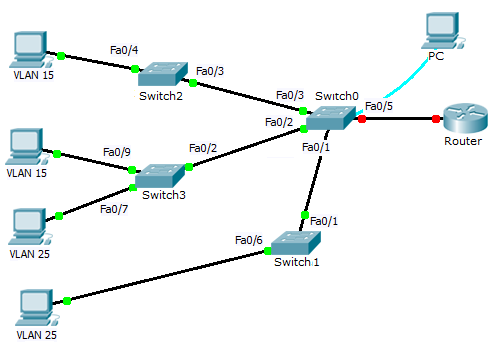 PC
Fa0/4
VLAN 15
Fa0/3
Switch2
Fa0/3
Switch0
Fa0/5
Fa0/2
Router
Fa0/1
Fa0/9
Fa0/2
VLAN 15
Switch3
Fa0/7
Fa0/1
Fa0/6
VLAN 25
Switch1
VLAN 25